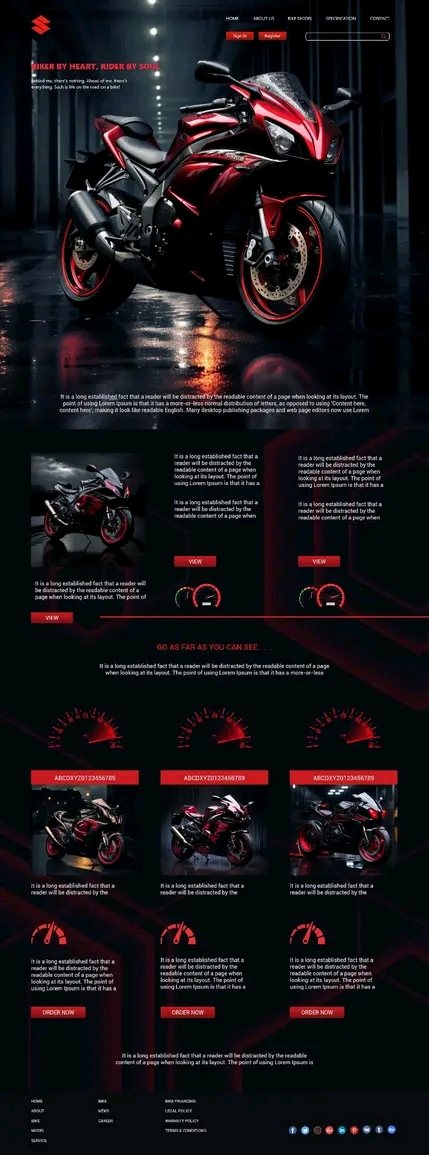 HOME ABOUT US BIKE MODES SPECIFICATION CONTACT
Sign in Register
BIKER BY HEART, RIDER BY SOUL
Behind me, there's nothing. Ahead of me, there's
everything. Such is life on the road on a bike!
It is a long established fact that a reader will be distracted by the readable content of a page when looking at its layout. The
point of using Lorem Ipsum is that it has a more-or-less normal distribution of letters, as opposed to using 'Content here,
content here', making it look like readable English. Many desktop publishing packages and web page editors now use Lorem
It is a long established fact that a
reader will be distracted by the
readable content of a page when
looking at its layout. The point of
using Lorem Ipsum is that it has a
It is a long established fact that a
reader will be distracted by the
readable content of a page when
VIEW
It is a long established fact that a
reader will be distracted by the
readable content of a page when
looking at its layout. The point of
using Lorem Ipsum is that it has a
It is a long established fact that a
reader will be distracted by the
readable content of a page when
VIEW
It is a long established fact that a reader will
be distracted by the readable content of a
page when looking at its layout. The point of
VIEW
GO AS FAR AS YOU CAN SEE. . . .
It is a long established fact that a reader will be distracted by the readable content of a page
when looking at its layout. The point of using Lorem Ipsum is that it has a more-or-less
ABCDXYZ0123456789
ABCDXYZ0123456789
ABCDXYZ0123456789
It is a long established fact that a
reader will be distracted by the
It is a long established fact that a
reader will be distracted by the
It is a long established fact that a
reader will be distracted by the
It is a long established fact that a
reader will be distracted by the
readable content of a page when
looking at its layout. The point of
using Lorem Ipsum is that it has a
ORDER NOW
It is a long established fact that a
reader will be distracted by the
readable content of a page when
looking at its layout. The point of
using Lorem Ipsum is that it has a
ORDER NOW
It is a long established fact that a
reader will be distracted by the
readable content of a page when
looking at its layout. The point of
using Lorem Ipsum is that it has a
ORDER NOW
It is a long established fact that a reader will be distracted by the readable
content of a page when looking at its layout. The point of using Lorem Ipsum is
HOME BIKE BIKE FINANCING
ABOUT NEWS LEGAL POLICY
BIKE CAREER WARANTY POLICY
MODEL TERMS & CONDITIONS
SERVICE